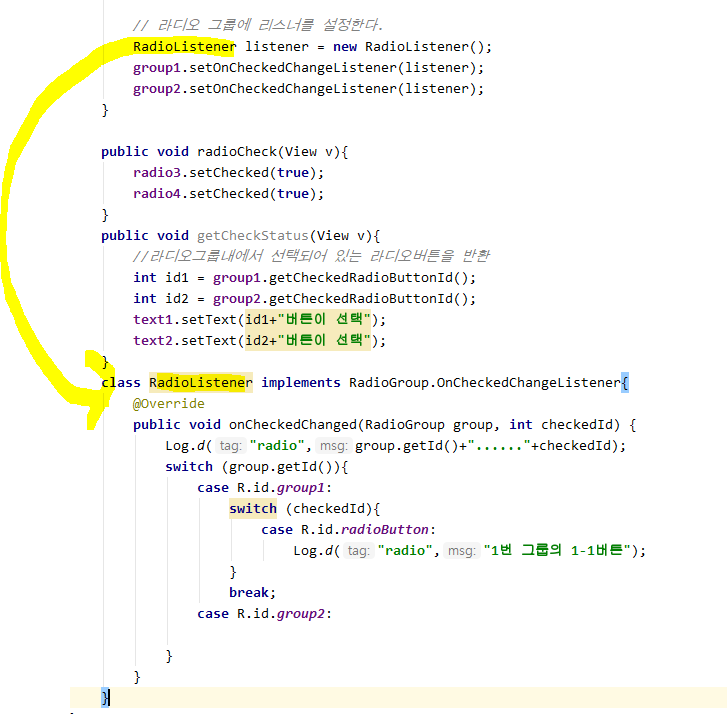 // 라디오 그룹에 리스너를 설정한다.
RadioListener listener = new RadioListener();
group1.setOnCheckedChangeListener(listener);
group2.setOnCheckedChangeListener(listener);
}
public void radioCheck(View v){
radio3.setChecked(true);
radio4.setChecked(true);
}
public void getCheckStatus(View v){
//라디오그룹내에서 선택되어 있는 라디오버튼을 반환
int id1 = group1.getCheckedRadioButtonId();
int id2 = group2.getCheckedRadioButtonId();
text1.setText(id1+"버튼이 선택");
text2.setText(id2+"버튼이 선택");
}
class RadioListener implements RadioGroup.OnCheckedChangeListener{
@Override
public void onCheckedChanged(RadioGroup group, int checkedId) {
Log.d( tag: "radio", msg: group.getId()+"......"+checkedId);
switch (group.getId()){
case R.id.group1:
switch (checkedId){
case R.id.radioButton:
Log.d( tag: "radio", msg: "1번 그룹의 1-1버튼");
}
break;
case R.id.group2:
}
}
}